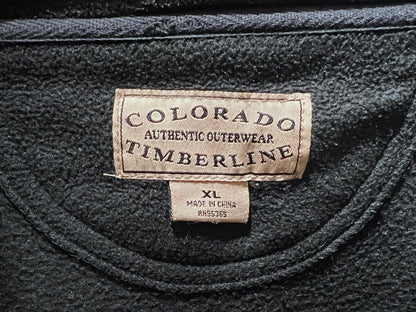 COLORADO
AUTHENTIC OUTERWEAR
TIMBERLINE
XL
MADE IN CHINA
RN95365